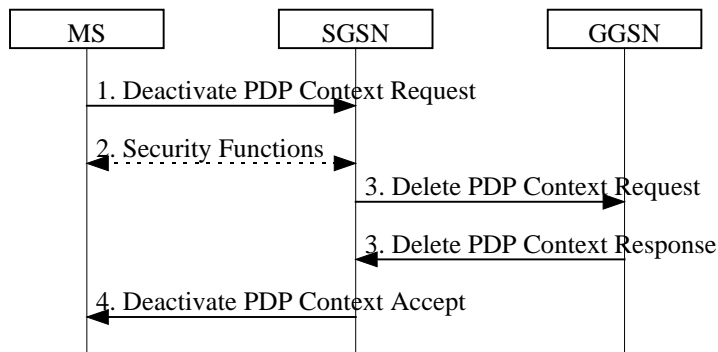 MS SGSN GGSN
1. Deactivate PDP Context Request
2. Security Functions
3. Delete PDP Context Request
3. Delete PDP Context Response
4. Deactivate PDP Context Accept